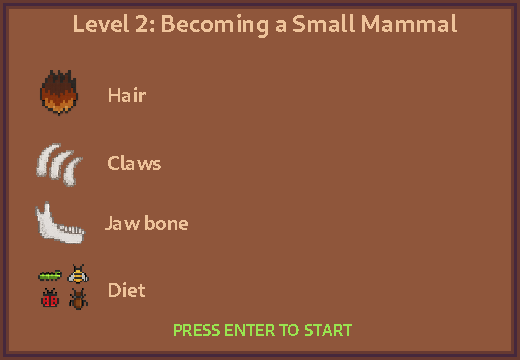 Level 2: Becoming a Small Mammal
Hair
Claws
Jaw bone
Diet
PRESS ENTER TO START